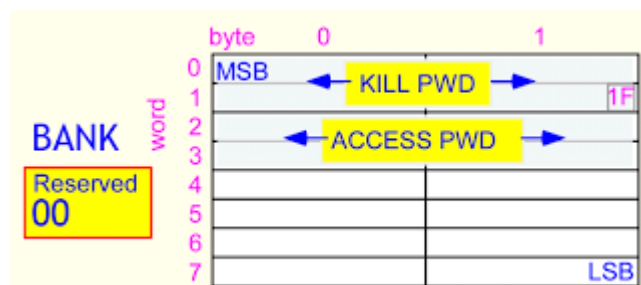 byte 0 1
0 MSB KILL PWD
1 1F
word
BANK
2 ACCESS PWD
3
Reserved
00
4
5
6
7 LSB